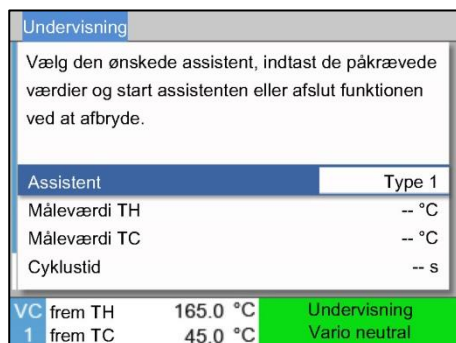 Undervisning
Vælg den ønskede assistent, indtast de påkrævede
værdier og start assistenten eller afslut funktionen
ved at afbryde.
Assistent Type 1
Måleværdi TH -- °C
Måleværdi TC -- °C
Cyklustid -- s
VC frem TH 165.0 °C Undervisning
1 frem TC 45.0 °C Vario neutral